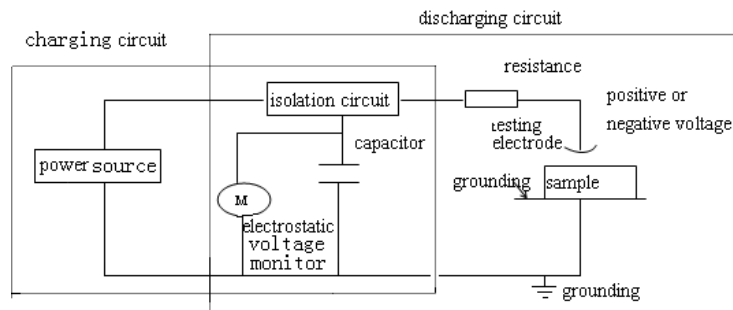 discharging circuit
charging circuit
resistance
isolation circuit
positive or
negative voltage
testing
electrode
capacitor
power source
grounding
sample
M
electrostatic
voltage
monitor
grounding